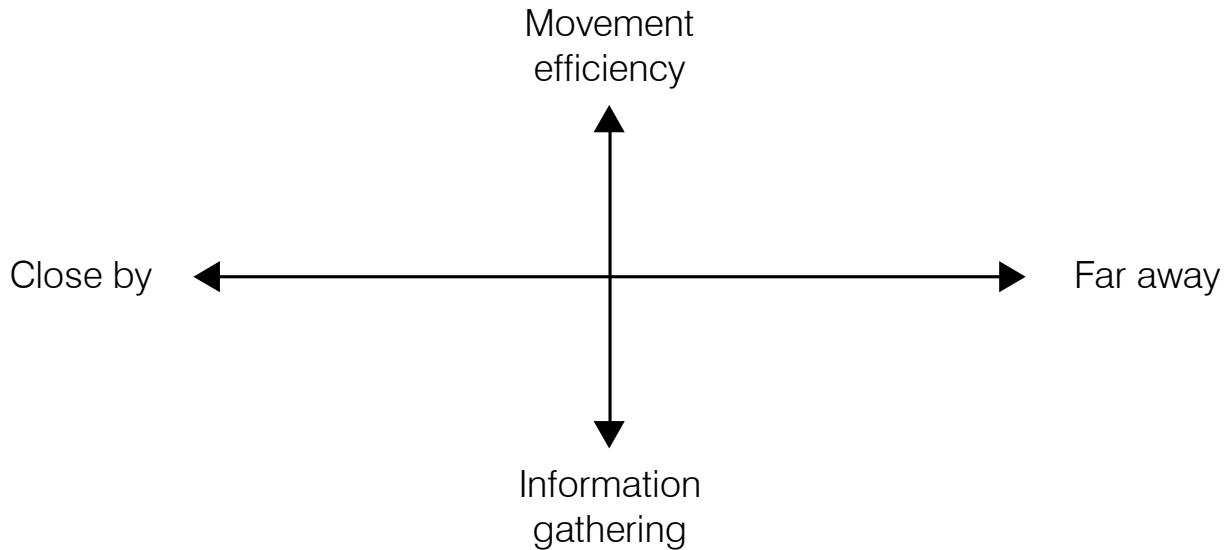 Movement
efficiency
Close by
Far away
Information
gathering